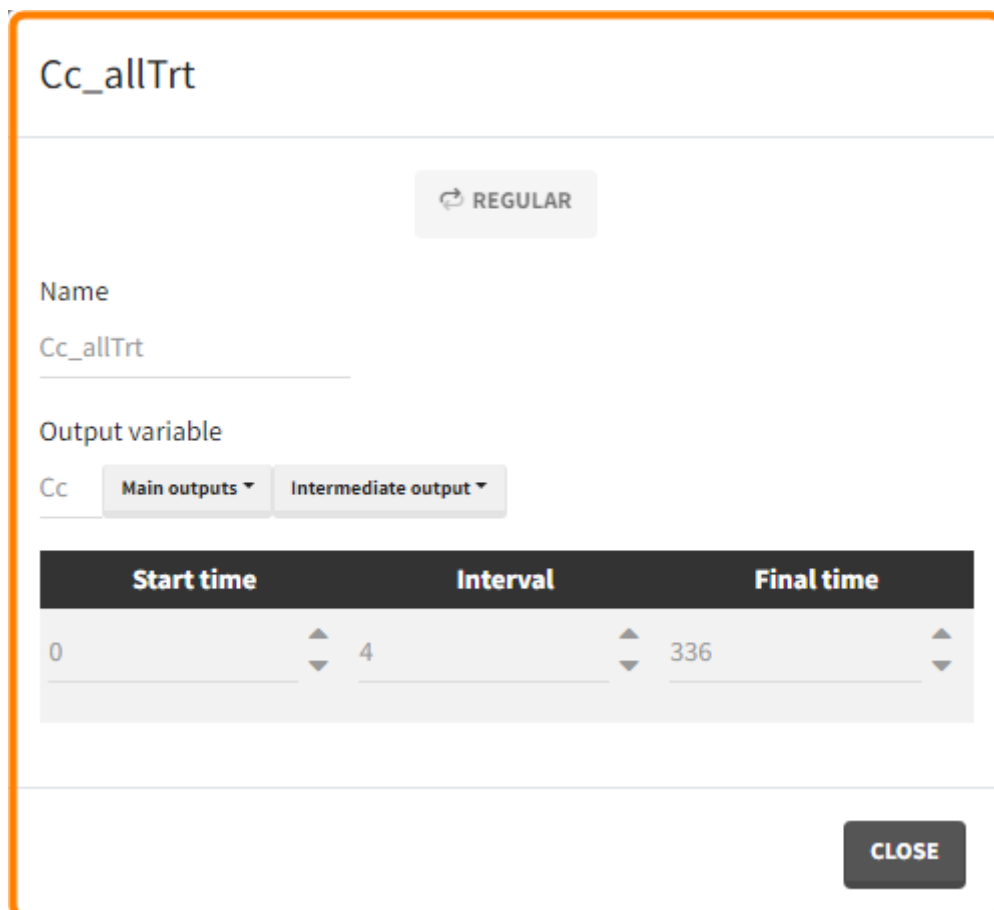 Cc_allTrt
REGULAR
Name
Cc_allTrt
Output variable
Cc Main outputs Intermediate output
Start time Interval Final time
0 4 336
CLOSE